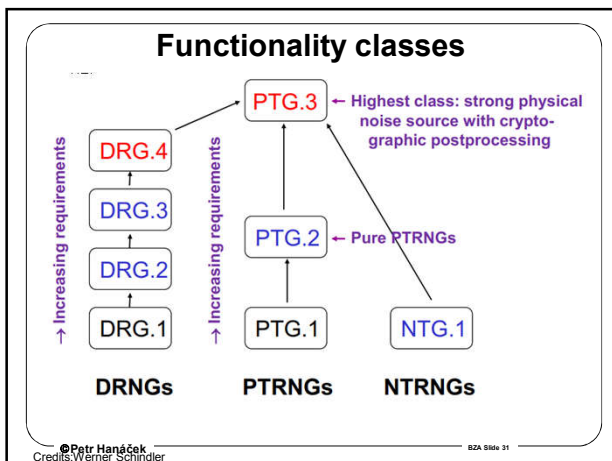 Functionality classes
PTG.3
← Highest class: strong physical
noise source with crypto-
graphic postprocessing
DRG.4
DRG.3
DRG.2
DRG.1
→ Increasing requirements
PTG.2
← Pure PTRNGs
PTG.1
→ Increasing requirements
NTG.1
DRNGs
PTRNGs
NTRNGs
©Petr Hanáček
Credits:Werner Schindler
BZA Slide 31